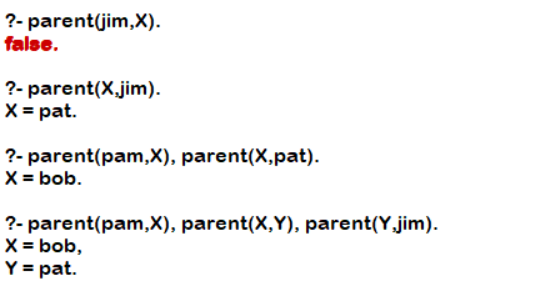 ?- parent(jim,X).
false.
?- parent(X,jim).
X = pat.
?- parent(pam,X), parent(X,pat).
X = bob.
?- parent(pam,X), parent(X,Y), parent(Y,jim).
X = bob,
Y = pat.